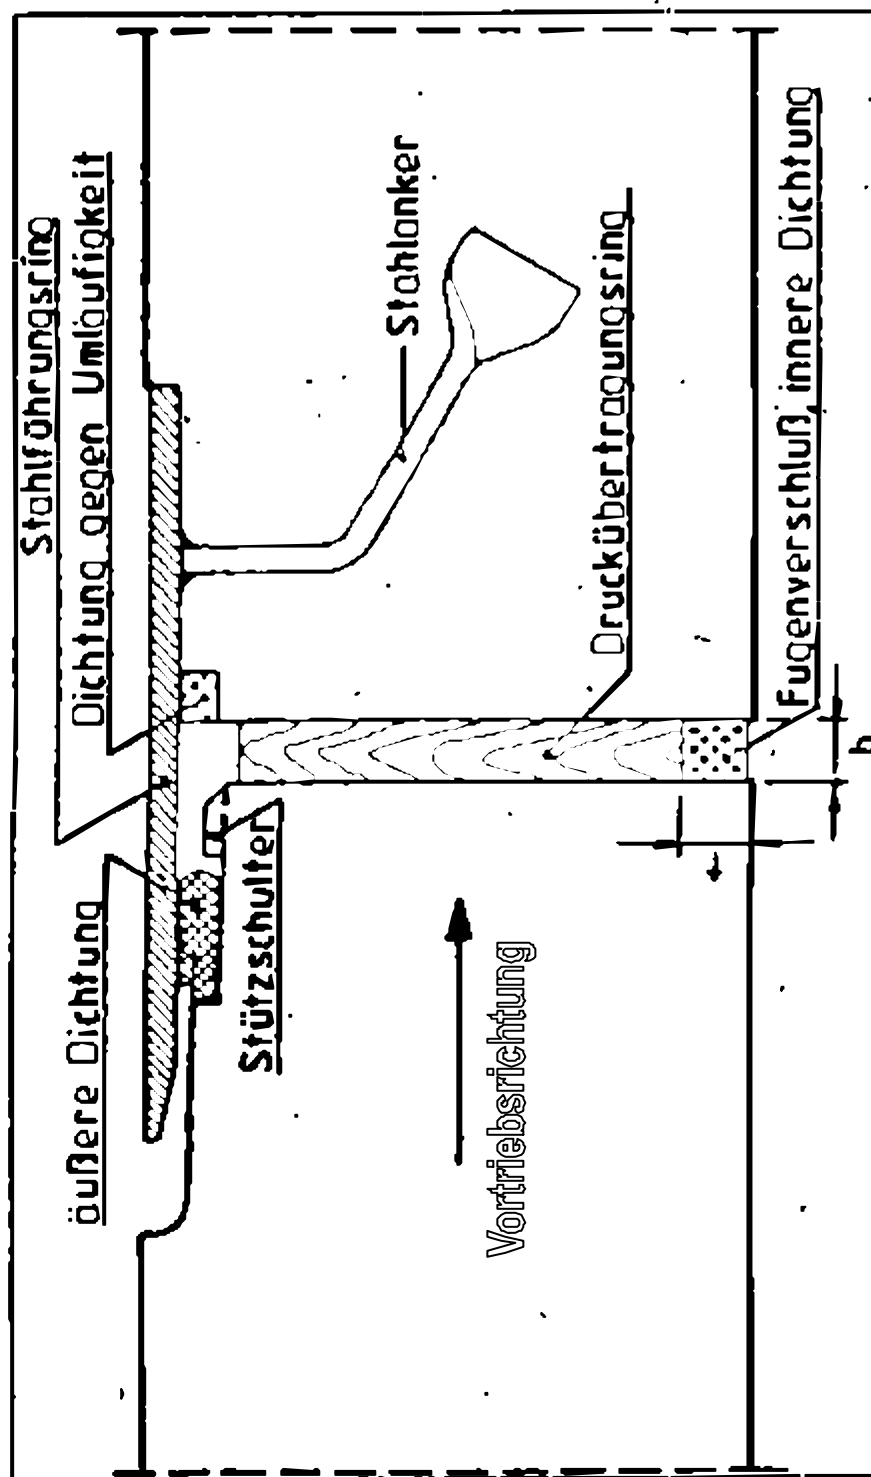 Stahlführungsring
Dichtung gegen Umläufigkeit
Stahlanker
Druckübertragungsring
Fugenverschluß, innere Dichtung
b
äußere Dichtung
Stützschulter
t
Vortriebsrichtung